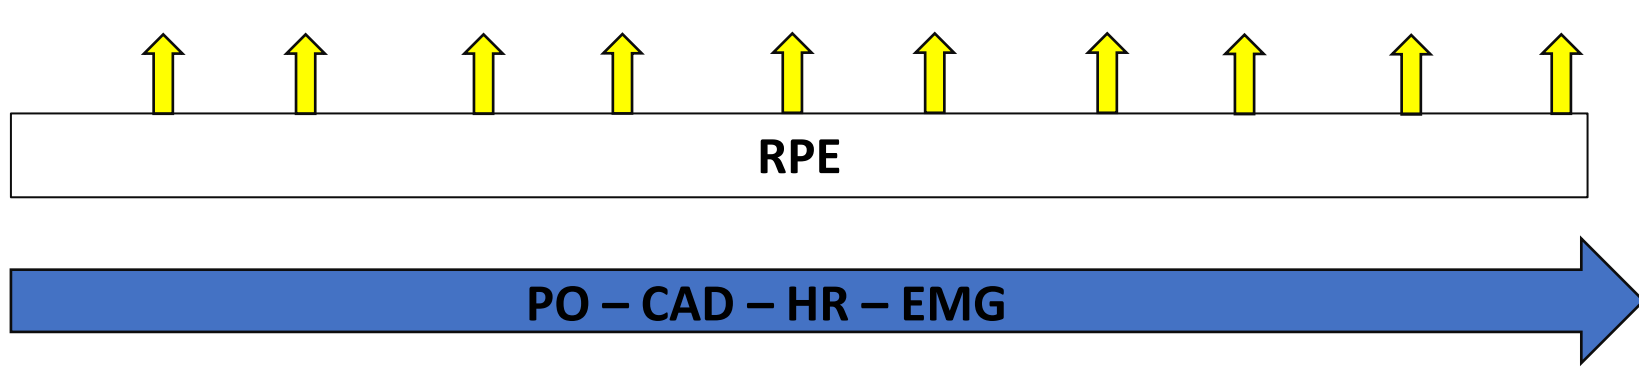 RPE
PO – CAD – HR – EMG